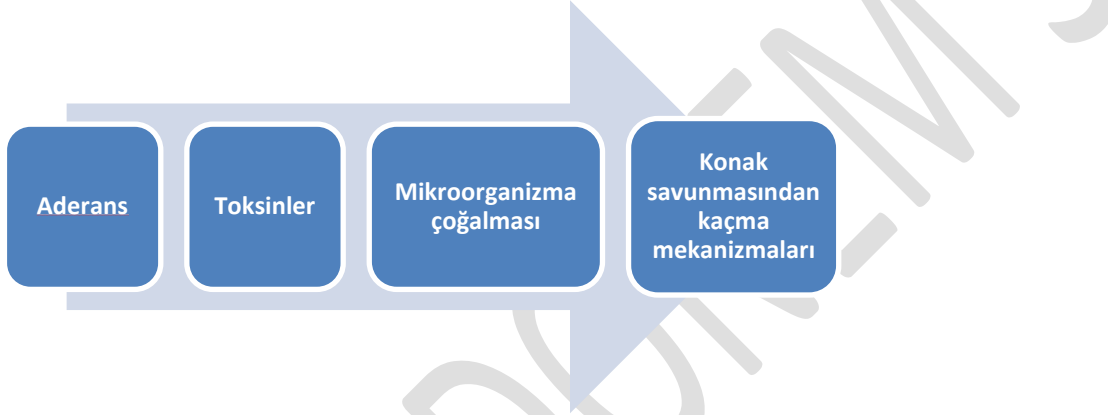 Aderans
Toksinler
Mikroorganizma
çoğalması
Konak
savunmasından
kaçma
mekanizmaları